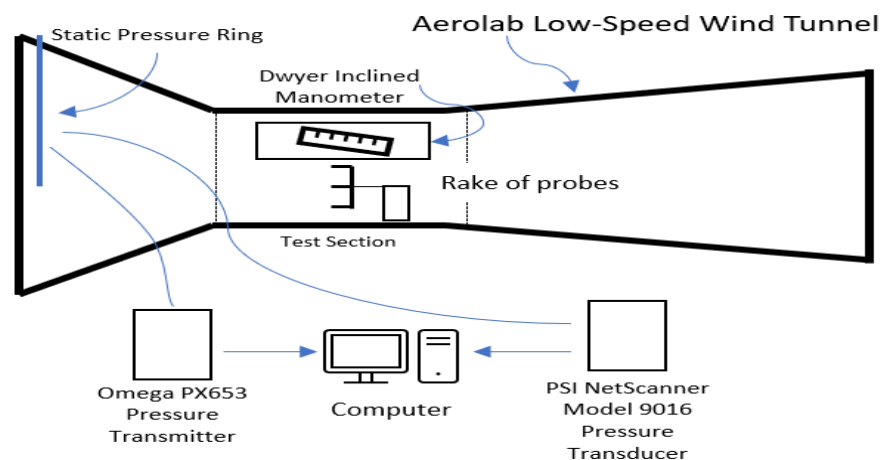 Static Pressure Ring
Aerolab Low-Speed Wind Tunnel
Dwyer Inclined
Manometer
Rake of probes
Test Section
Omega PX653
Pressure
Transmitter
Computer
PSI NetScanner
Model 9016
Pressure
Transducer